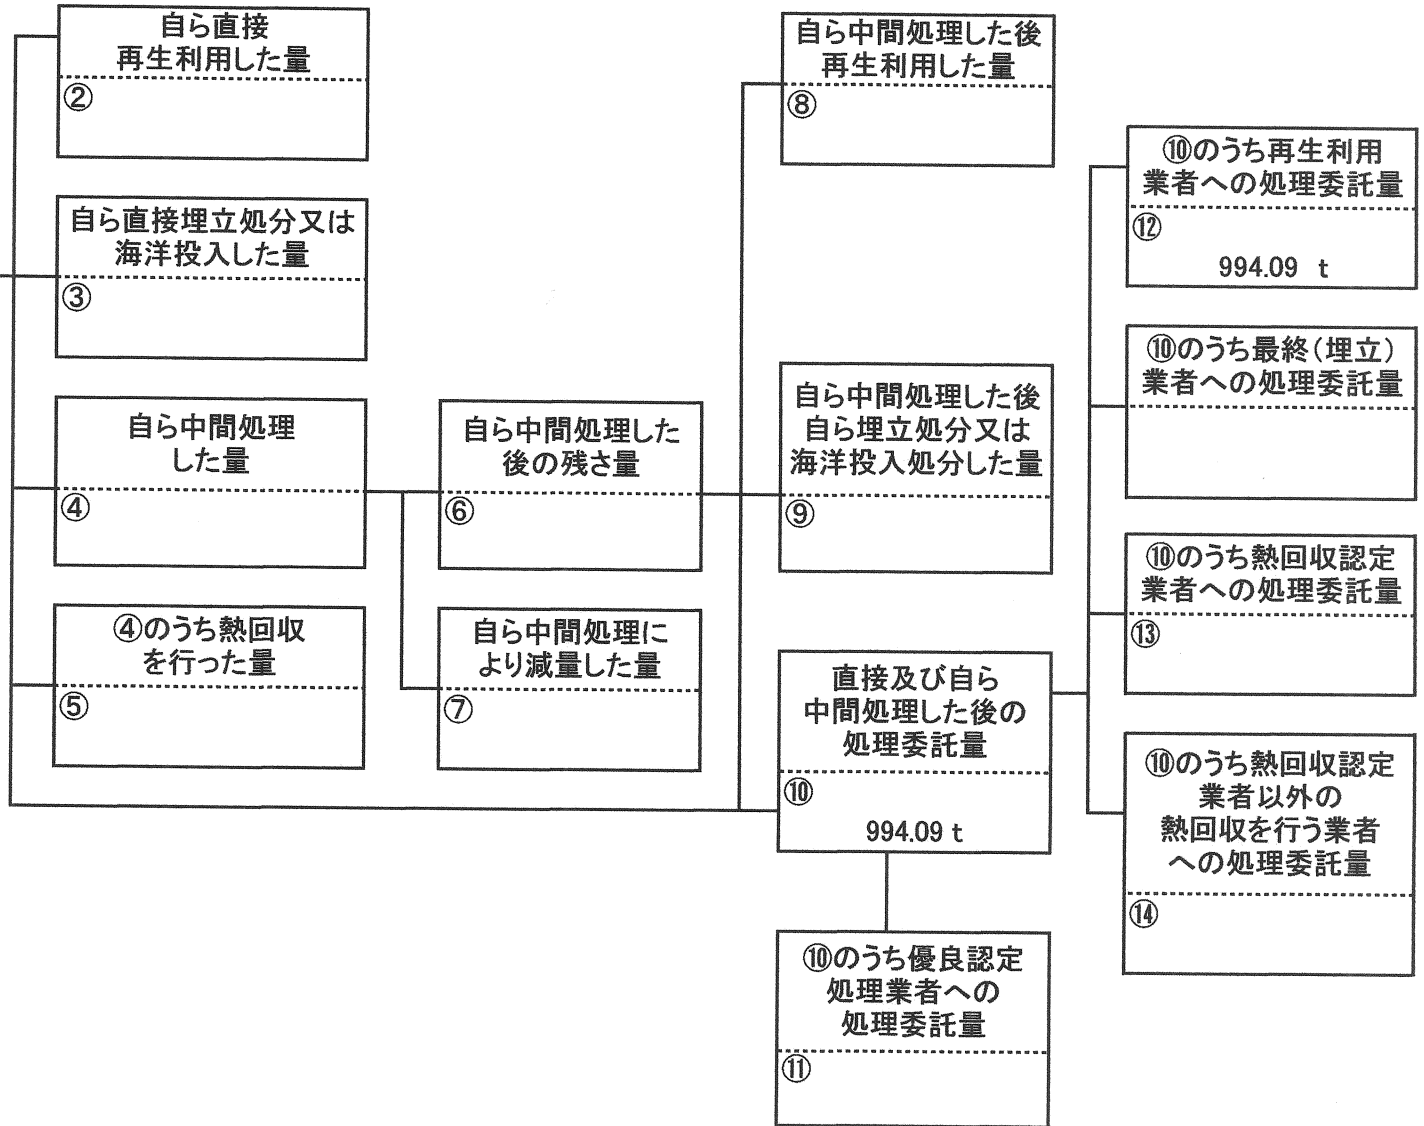 自ら直接
再生利用した量
②
自ら直接埋立処分又は
海洋投入した量
③
自ら中間処理
した量
④
④のうち熱回収
を行った量
⑤
自ら中間処理した
後の残さ量
⑥
自ら中間処理に
より減量した量
⑦
自ら中間処理した後
再生利用した量
⑧
自ら中間処理した後
自ら埋立処分又は
海洋投入処分した量
⑨
直接及び自ら
中間処理した後の
処理委託量
⑩
994.09 t
⑩のうち優良認定
処理業者への
処理委託量
⑪
⑩のうち再生利用
業者への処理委託量
⑫
994.09 t
⑩のうち最終(埋立)
業者への処理委託量
⑩のうち熱回収認定
業者への処理委託量
⑬
⑩のうち熱回収認定
業者以外の
熱回収を行う業者
への処理委託量
⑭